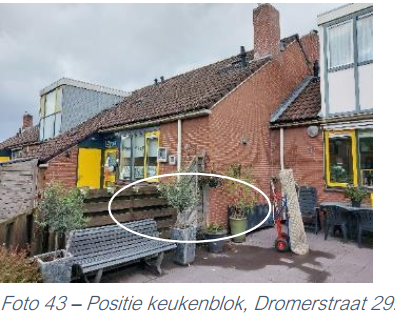 Foto 43 – Positie keukenblok, Dromerstraat 29.